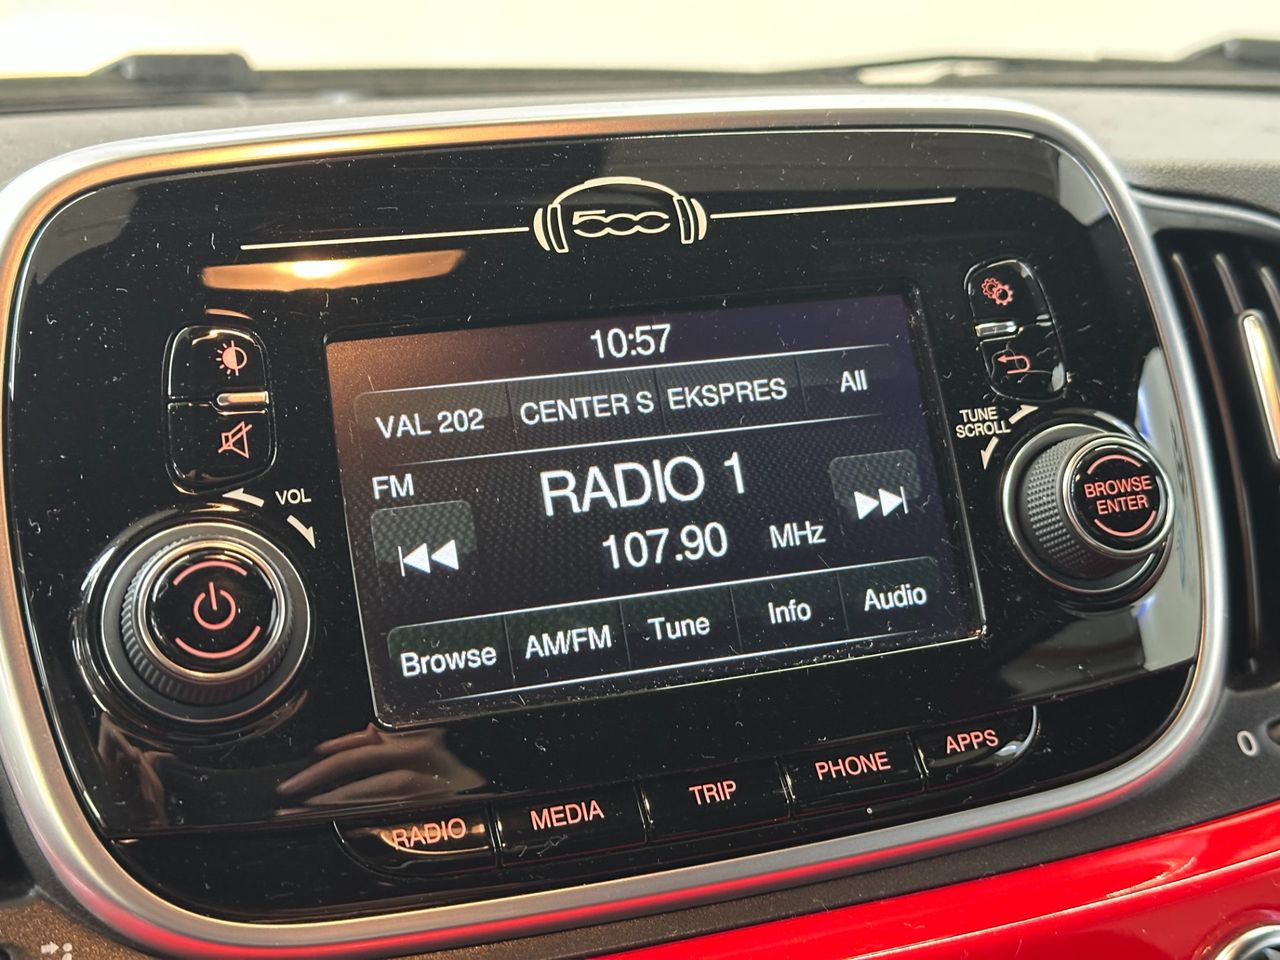 500
10:57
VAL 202 CENTER S EKSPRES All
TUNE
SCROLL
FM
RADIO 1
107.90 MHz
VOL
BROWSE
ENTER
Browse AM/FM Tune Info Audio
RADIO MEDIA TRIP PHONE APPS
0